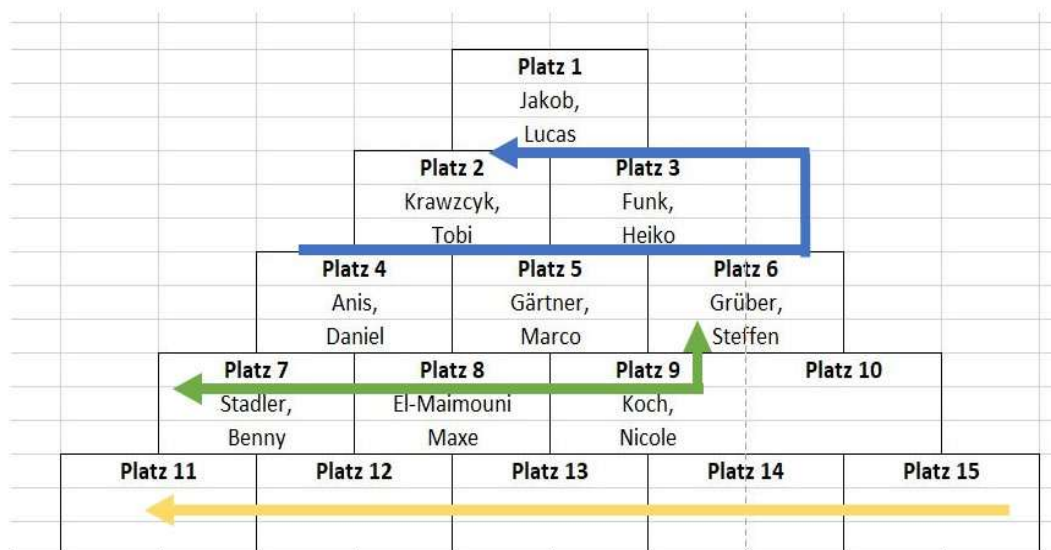 Platz 1
Jakob,
Lucas
Platz 2
Krawzcyk,
Tobi
Platz 3
Funk,
Heiko
Platz 4
Anis,
Daniel
Platz 5
Gärtner,
Marco
Platz 6
Grüber,
Steffen
Platz 7
Stadler,
Benny
Platz 8
El-Maimouni
Maxe
Platz 9
Koch,
Nicole
Platz 10
Platz 11
Platz 12
Platz 13
Platz 14
Platz 15